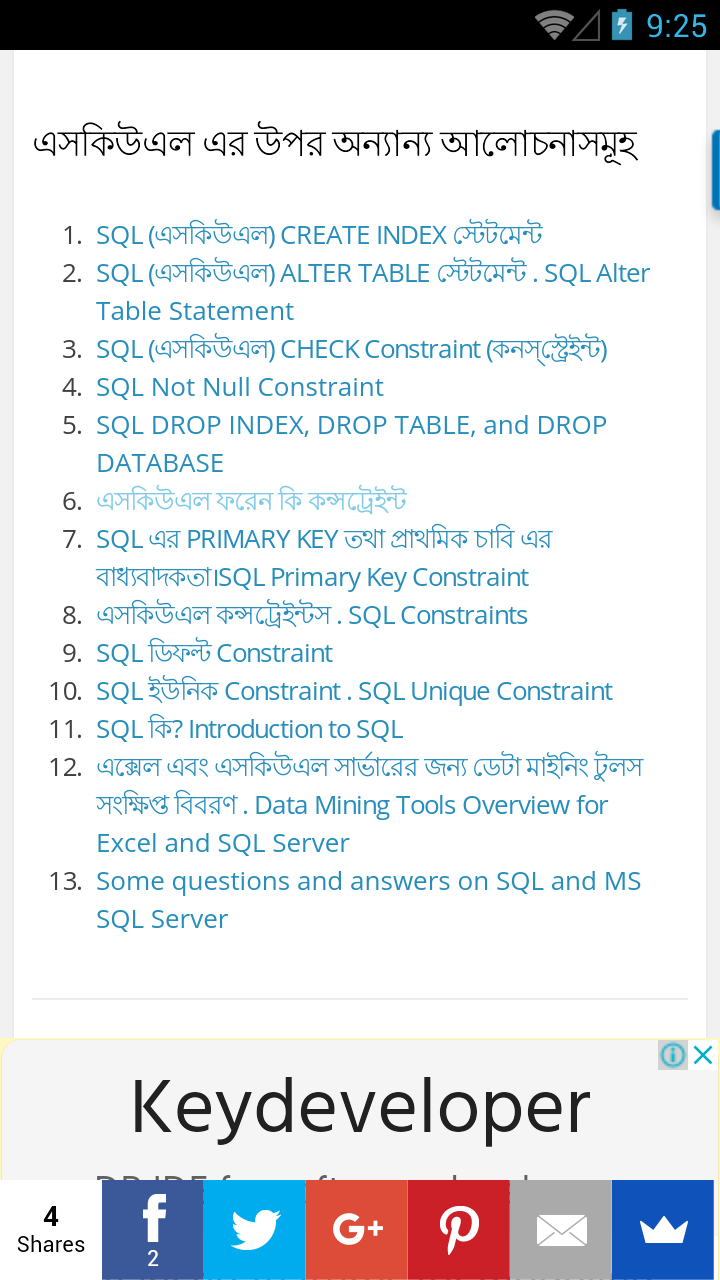 9:25
এসকিউএল এর উপর অন্যান্য আলোচনাসমূহ
1. SQL (এসকিউএল) CREATE INDEX স্টেটমেন্ট
2. SQL (এসকিউএল) ALTER TABLE স্টেটমেন্ট . SQL Alter
Table Statement
3. SQL (এসকিউএল) CHECK Constraint (কনস্স্ট্রেইন্ট)
4. SQL Not Null Constraint
5. SQL DROP INDEX, DROP TABLE, and DROP
DATABASE
6. এসকিউএল ফরেন কি কন্সট্রেইন্ট
7. SQL এর PRIMARY KEY তথা প্রাথমিক চাবি এর
বাধ্যবাদকতা।SQL Primary Key Constraint
8. এসকিউএল কন্সট্রেইন্টস . SQL Constraints
9. SQL ডিফল্ট Constraint
10. SQL ইউনিক Constraint . SQL Unique Constraint
11. SQL কি? Introduction to SQL
12. এক্সেল এবং এসকিউএল সার্ভারের জন্য ডেটা মাইনিং টুলস
সংক্ষিপ্ত বিবরণ . Data Mining Tools Overview for
Excel and SQL Server
13. Some questions and answers on SQL and MS
SQL Server
Keydeveloper
4
Shares
2